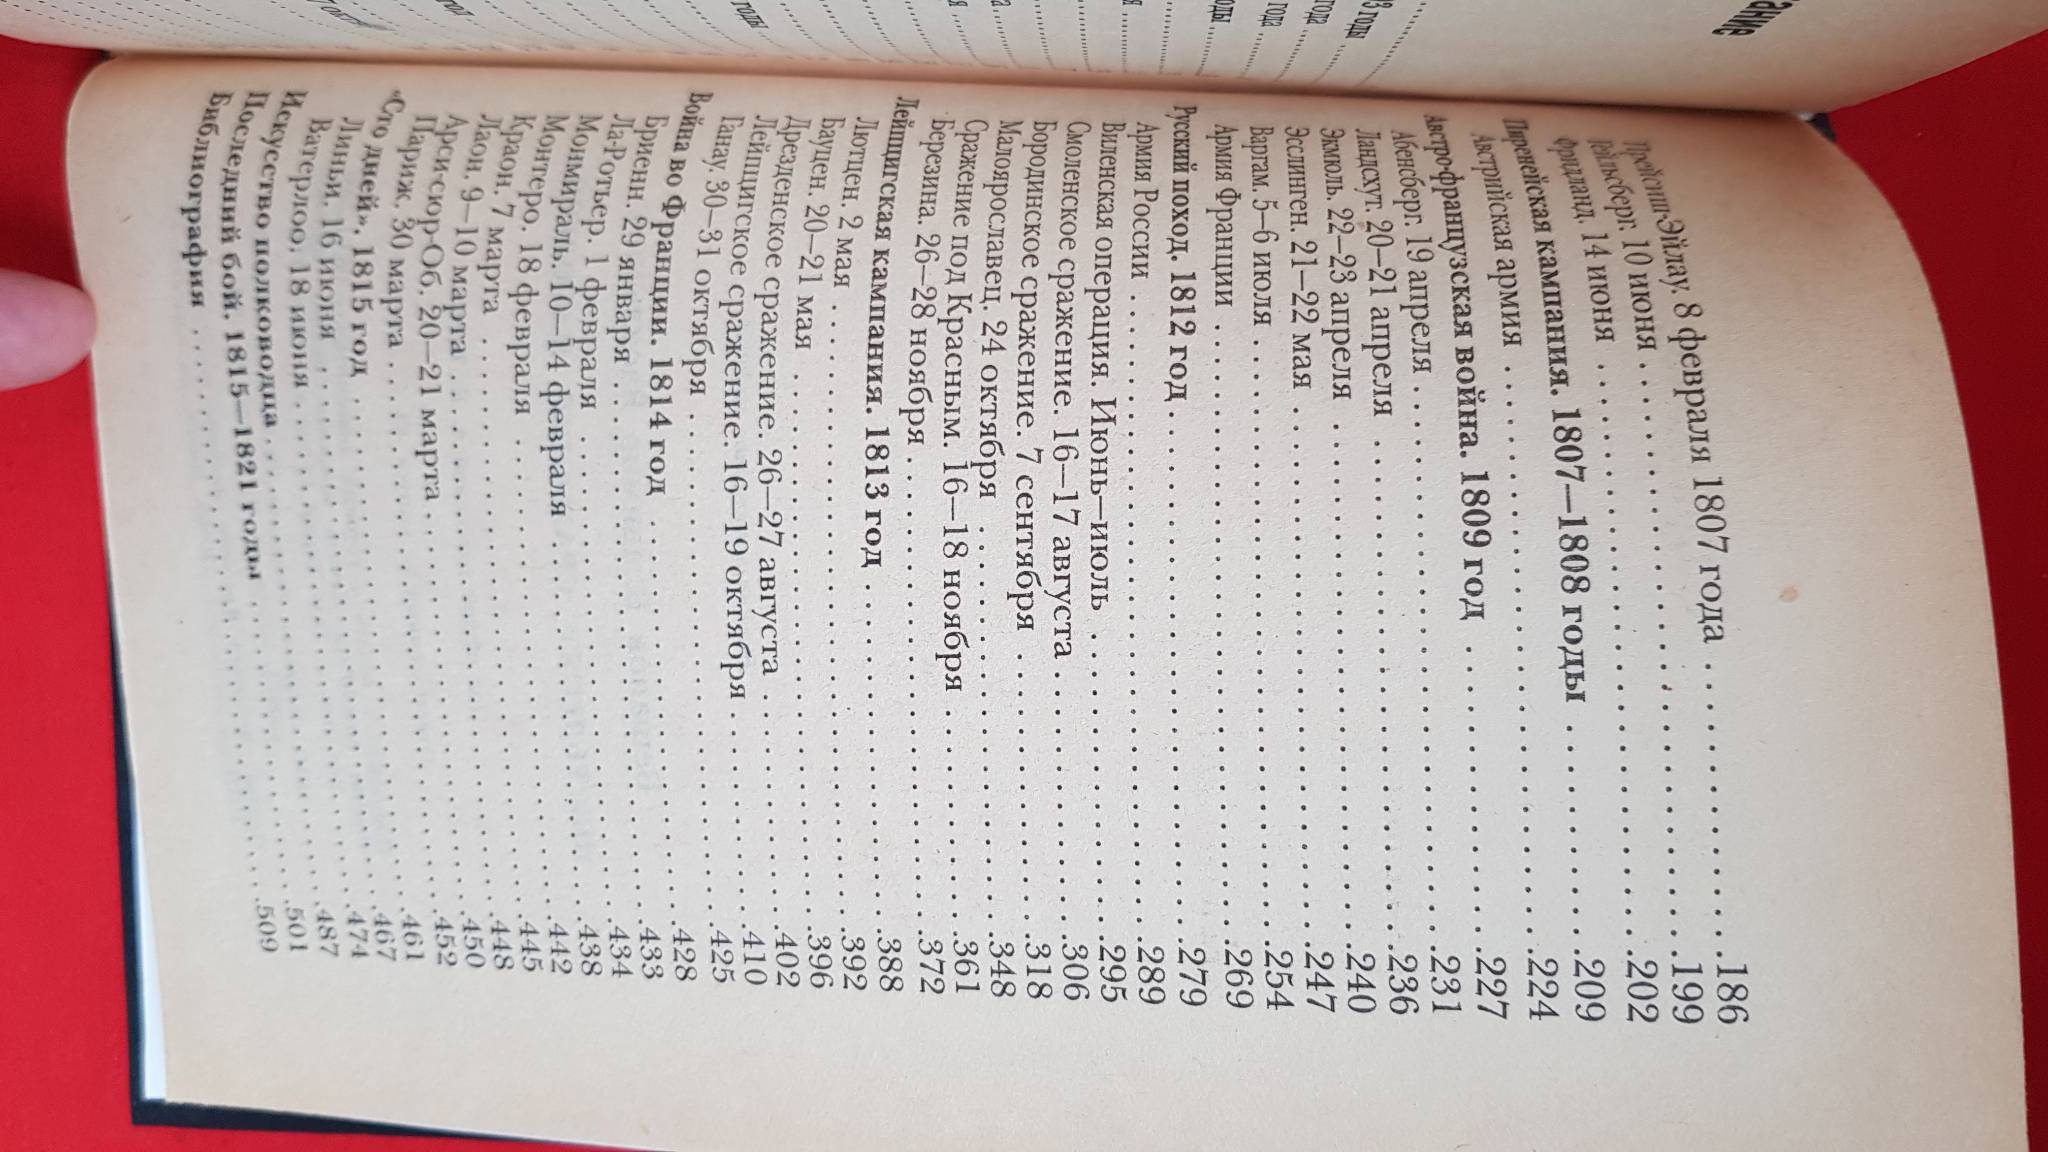 ание
13 годы
года
года
Прейсиш-Эйлау. 8 февраля 1807 года . . . . . . . . . . . . . . . .186
Гейльсберг. 10 июня . . . . . . . . . . . . . . . .199
Фридланд. 14 июня . . . . . . . . . . . . . . . .202
Пиренейская кампания. 1807—1808 годы . . . . . . . . . . . .209
Австрийская армия . . . . . . . . . . . . . . . .224
Австро-французская война. 1809 год . . . . . . . . . . . . . . . .227
Абенсберг. 19 апреля . . . . . . . . . . . . . . . .231
Ландсхут. 20–21 апреля . . . . . . . . . . . . . . . .236
Экмюль. 22–23 апреля . . . . . . . . . . . . . . . .240
Эсслинген. 21–22 мая . . . . . . . . . . . . . . . .247
Варгам. 5–6 июля . . . . . . . . . . . . . . . .254
Армия Франции . . . . . . . . . . . . . . . .269
Русский поход. 1812 год . . . . . . . . . . . . . . . .279
Армия России . . . . . . . . . . . . . . . .289
Виленская операция. Июнь–июль . . . . . . . . . . . . . . . .295
Смоленское сражение. 16–17 августа . . . . . . . . . . . . . . . .306
Бородинское сражение. 7 сентября . . . . . . . . . . . . . . . .318
Малоярославец. 24 октября . . . . . . . . . . . . . . . .348
Сражение под Красным. 16–18 ноября . . . . . . . . . . . . .361
Березина. 26–28 ноября . . . . . . . . . . . . . . . .372
Лейпцигская кампания. 1813 год . . . . . . . . . . . . . . . .388
Лютцен. 2 мая . . . . . . . . . . . . . . . .392
Бауцен. 20–21 мая . . . . . . . . . . . . . . . .396
Дрезденское сражение. 26–27 августа . . . . . . . . . . . . .402
Лейпцигское сражение. 16–19 октября . . . . . . . . . . . . .410
Ганау. 30–31 октября . . . . . . . . . . . . . . . .425
Война во Франции. 1814 год . . . . . . . . . . . . . . . .428
Бриенн. 29 января . . . . . . . . . . . . . . . .433
Ла-Ротьер. 1 февраля . . . . . . . . . . . . . . . .434
Монмираль. 10–14 февраля . . . . . . . . . . . . . . . .438
Монтеро. 18 февраля . . . . . . . . . . . . . . . .442
Краон. 7 марта . . . . . . . . . . . . . . . .445
Лаон. 9–10 марта . . . . . . . . . . . . . . . .448
Арси-сюр-Об. 20–21 марта . . . . . . . . . . . . . . . .450
Париж. 30 марта . . . . . . . . . . . . . . . .452
«Сто дней». 1815 год . . . . . . . . . . . . . . . .461
Линьи. 16 июня . . . . . . . . . . . . . . . .467
Ватерлоо. 18 июня . . . . . . . . . . . . . . . .474
Искусство полководца . . . . . . . . . . . . . . . .487
Последний бой. 1815—1821 годы . . . . . . . . . . . . . . . .501
Библиография . . . . . . . . . . . . . . . .509